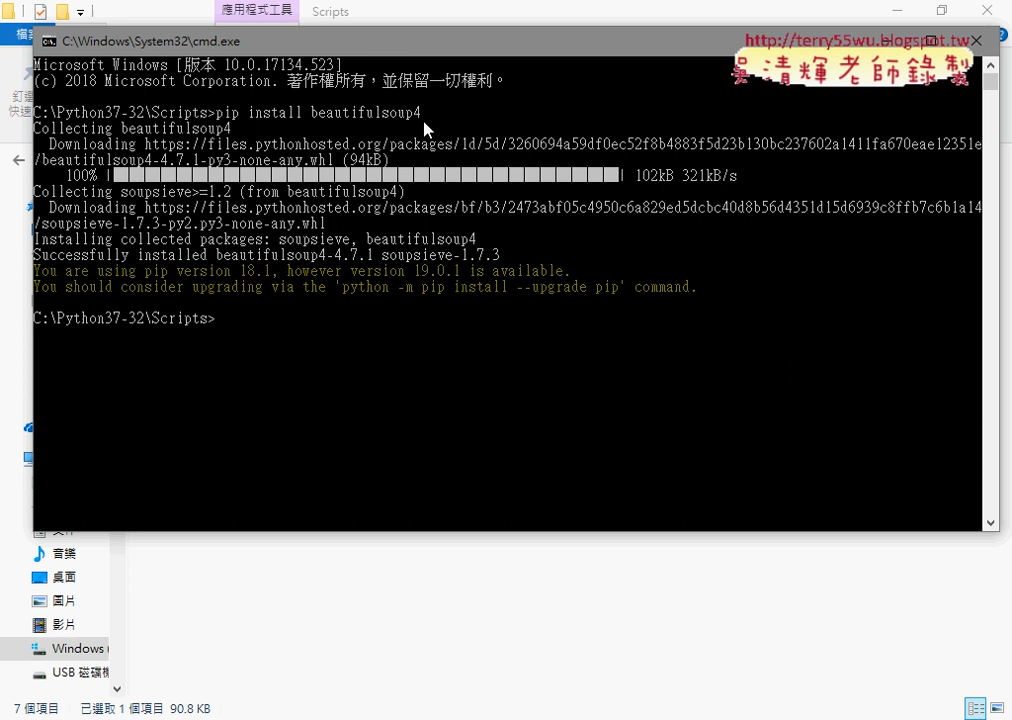 應用程式工具
Scripts
檔案
C:\Windows\System32\cmd.exe
http://terry55wu.blogspot.tw
吳清輝老師錄製
Microsoft Windows [版本 10.0.17134.523]
(c) 2018 Microsoft Corporation. 著作權所有，並保留一切權利。
C:\Python37-32\Scripts>pip install beautifulsoup4
Collecting beautifulsoup4
Downloading https://files.pythonhosted.org/packages/1d/5d/3260694a59df0ec52f8b4883f5d23b130bc237602a1411fa670eae12351e
/beautifulsoup4-4.7.1-py3-none-any.whl (94kB)
100% |████████████████████████████████| 102kB 321kB/s
Collecting soupsieve>=1.2 (from beautifulsoup4)
Downloading https://files.pythonhosted.org/packages/bf/b3/2473abf05c4950c6a829ed5dcbc40d8b56d4351d15d6939c8ffb7c6b1a14
/soupsieve-1.7.3-py2.py3-none-any.whl
Installing collected packages: soupsieve, beautifulsoup4
Successfully installed beautifulsoup4-4.7.1 soupsieve-1.7.3
You are using pip version 18.1, however version 19.0.1 is available.
You should consider upgrading via the 'python -m pip install --upgrade pip' command.
C:\Python37-32\Scripts>
音樂
桌面
圖片
影片
Windows (
USB 磁碟機
7 個項目
已選取 1 個項目 90.8 KB